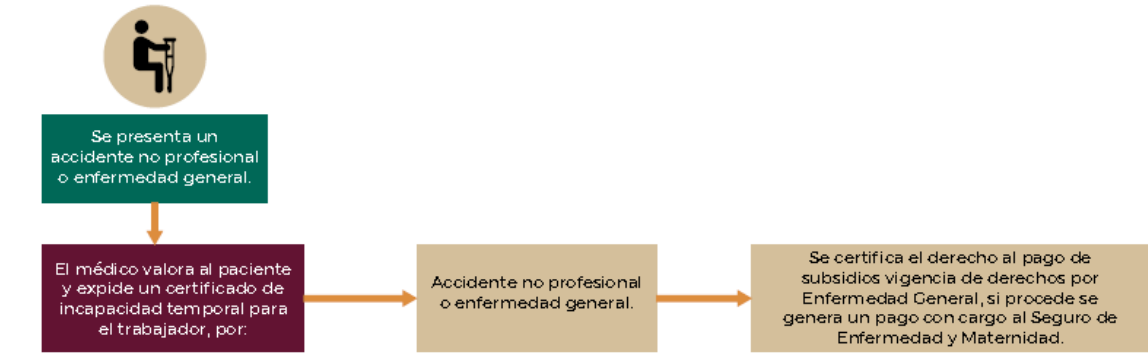 Se presenta un
accidente no profesional
o enfermedad general.
El médico valora al paciente
y expide un certificado de
incapacidad temporal para
el trabajador, por:
Accidente no profesional
o enfermedad general.
Se certifica el derecho al pago de
subsidios vigencia de derechos por
Enfermedad General, si procede se
genera un pago con cargo al Seguro de
Enfermedad y Maternidad.